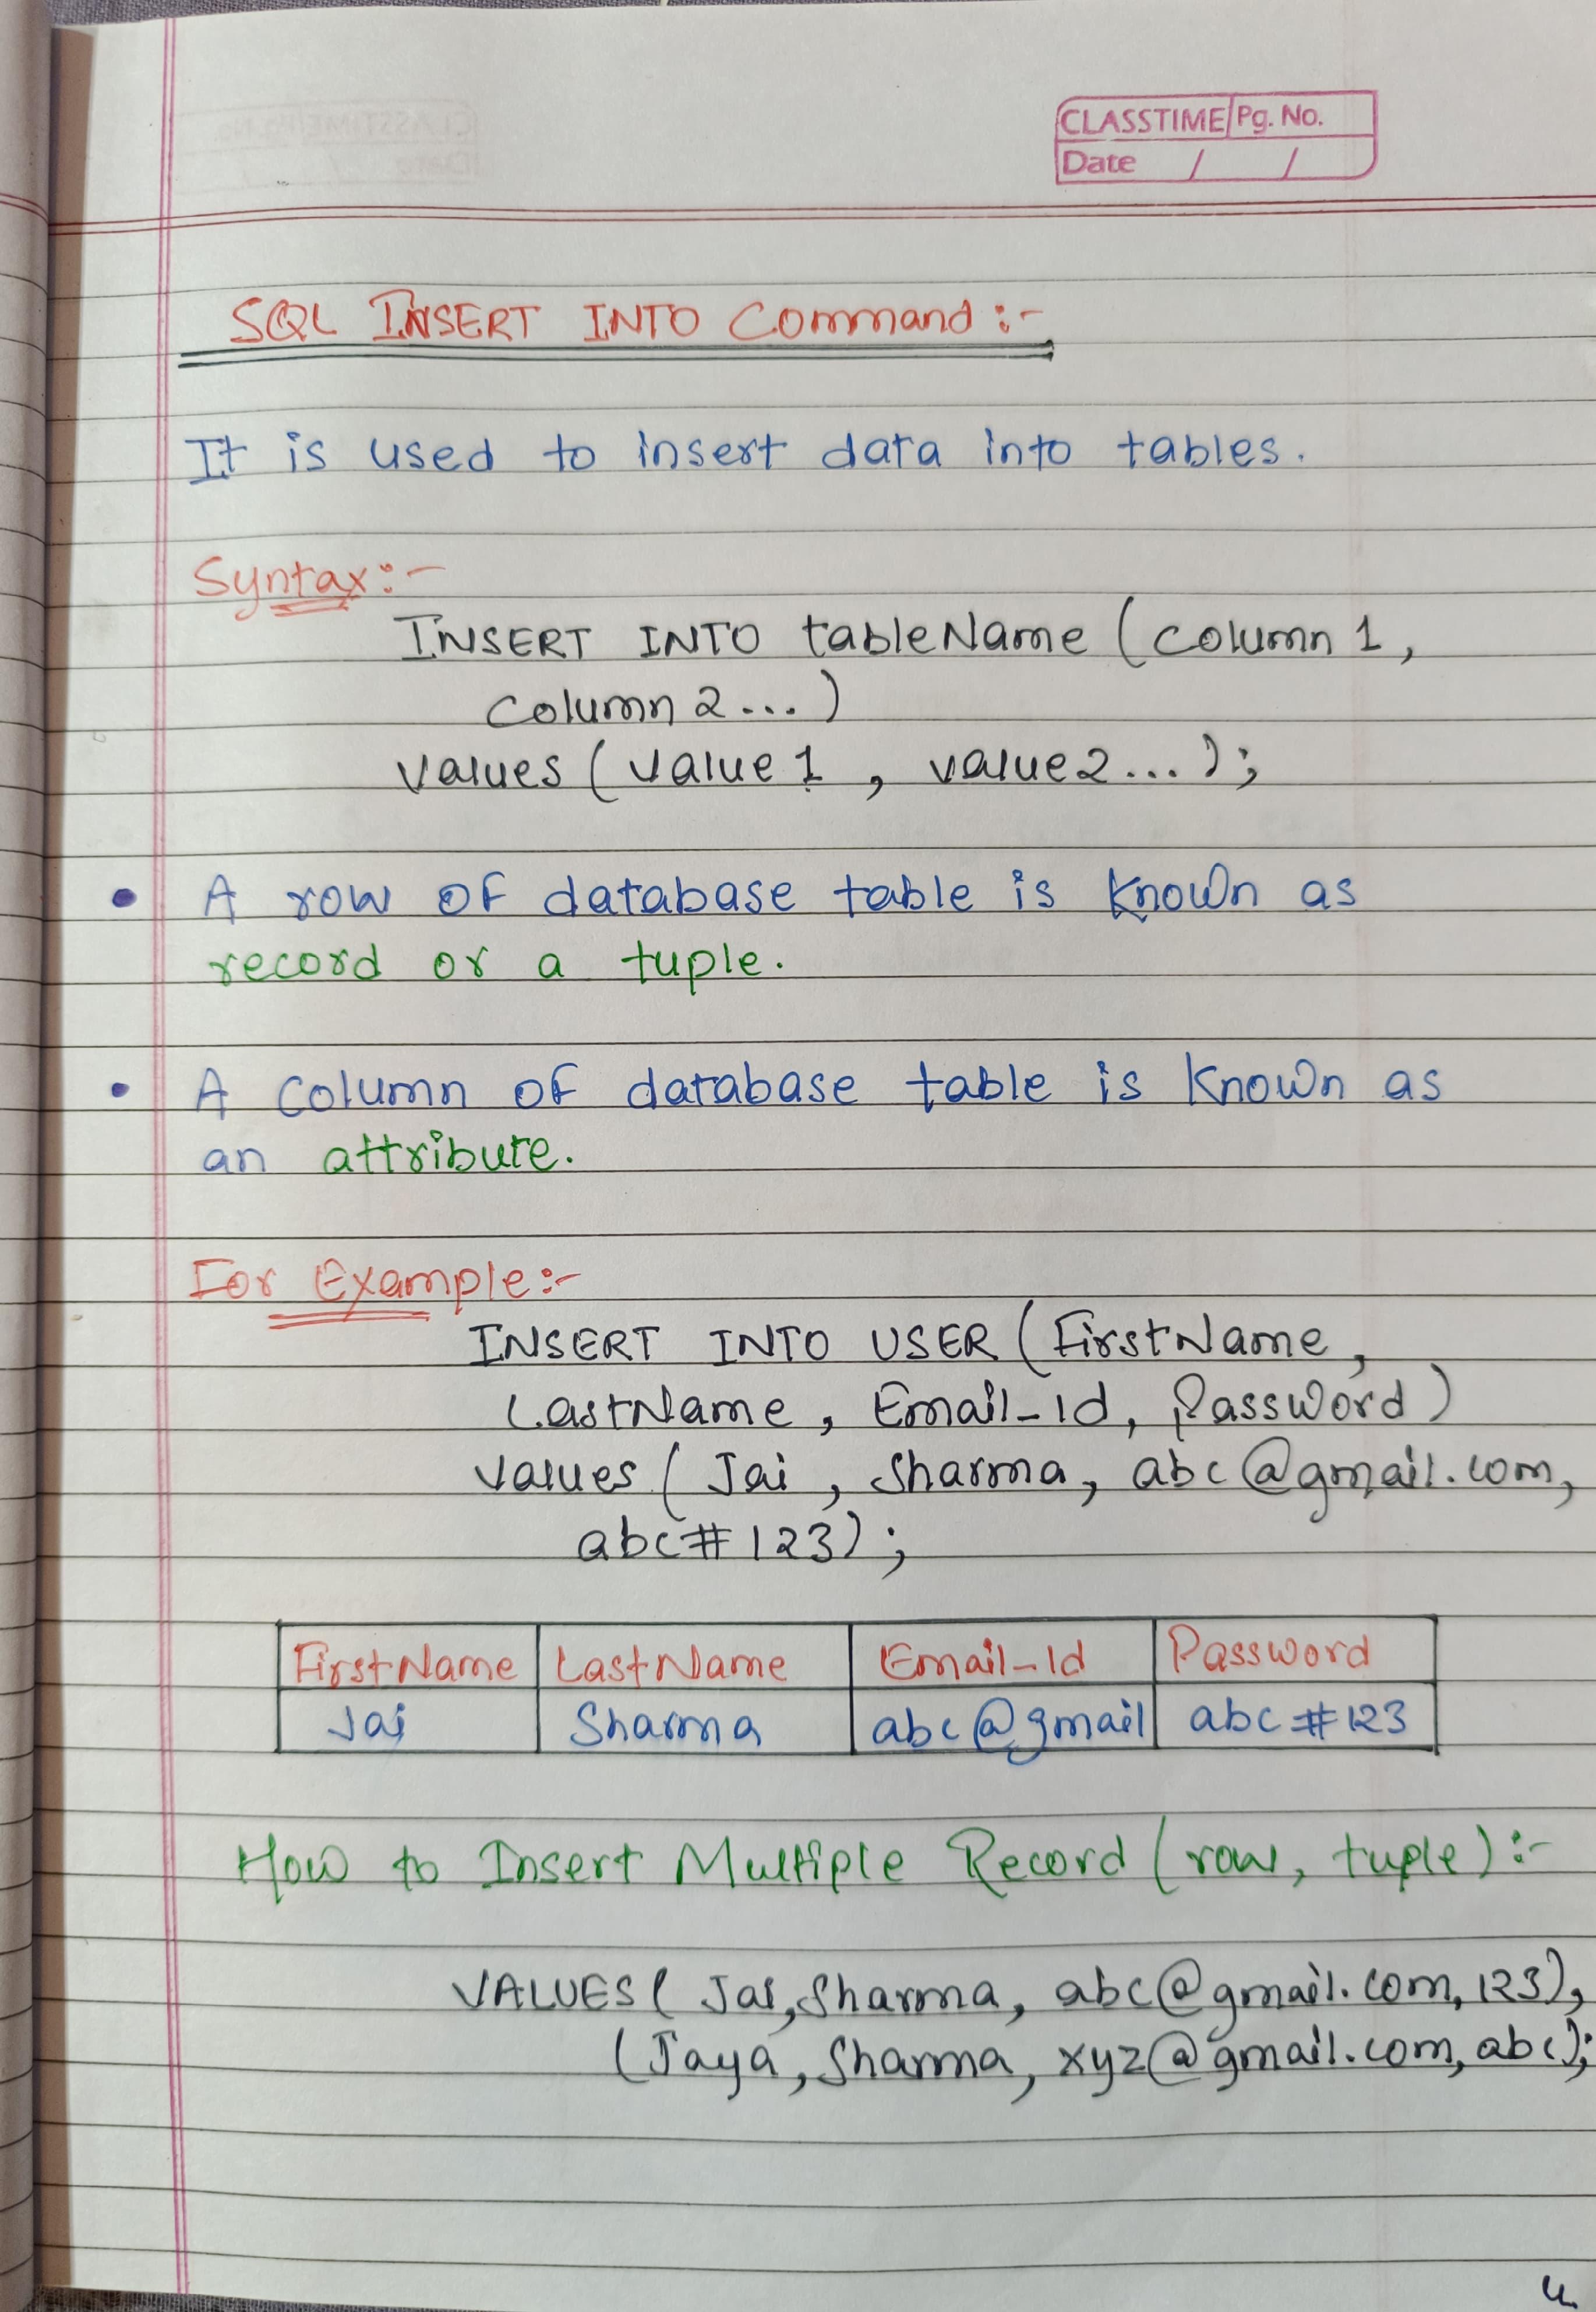 CLASSTIME Pg. No.
Date / /
SQL INSERT INTO Command :-
It is used to insert data into tables.
Syntax:-
INSERT INTO tableName (column 1,
column 2 ... )
values ( value 1 , value 2 ... );
• A row of database table is known as
record or a tuple.
• A column of database table is known as
an attribute.
For Example:-
INSERT INTO USER (FirstName,
LastName, Email-Id, Password)
values ( Jai , Sharma, abc@gmail.com,
abc#123) ;
FirstName LastName Email-Id Password
Jai Sharma abc@gmail abc#123
How to Insert Multiple Record (row, tuple) :-
VALUES ( Jai, Sharma, abc@gmail.com, 123),
(Jaya, Sharma, xyz@gmail.com, abc);